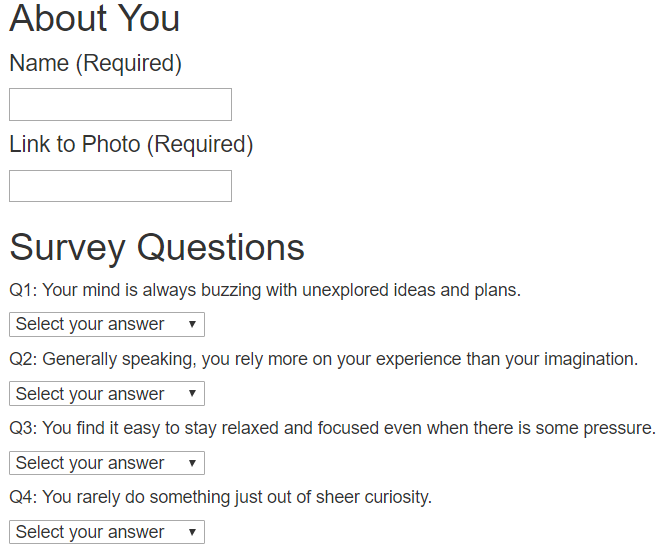 About You
Name (Required)
Link to Photo (Required)
Survey Questions
Q1: Your mind is always buzzing with unexplored ideas and plans.
Select your answer
Q2: Generally speaking, you rely more on your experience than your imagination.
Select your answer
Q3: You find it easy to stay relaxed and focused even when there is some pressure.
Select your answer
Q4: You rarely do something just out of sheer curiosity.
Select your answer